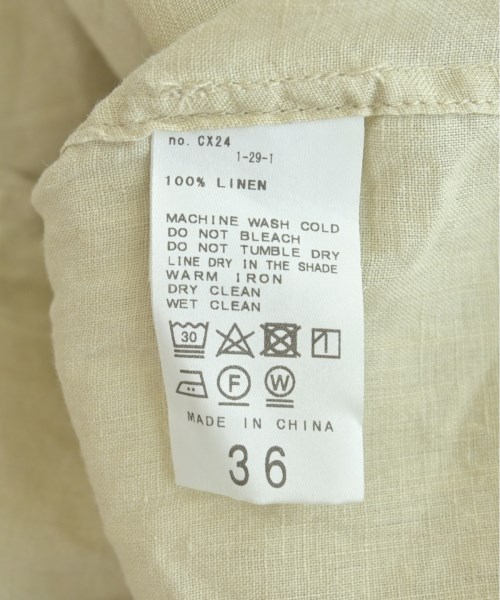 no. CX24
1-29-1
100% LINEN
MACHINE WASH COLD
DO NOT BLEACH
DO NOT TUMBLE DRY
LINE DRY IN THE SHADE
WARM IRON
DRY CLEAN
WET CLEAN
30
F W
MADE IN CHINA
36